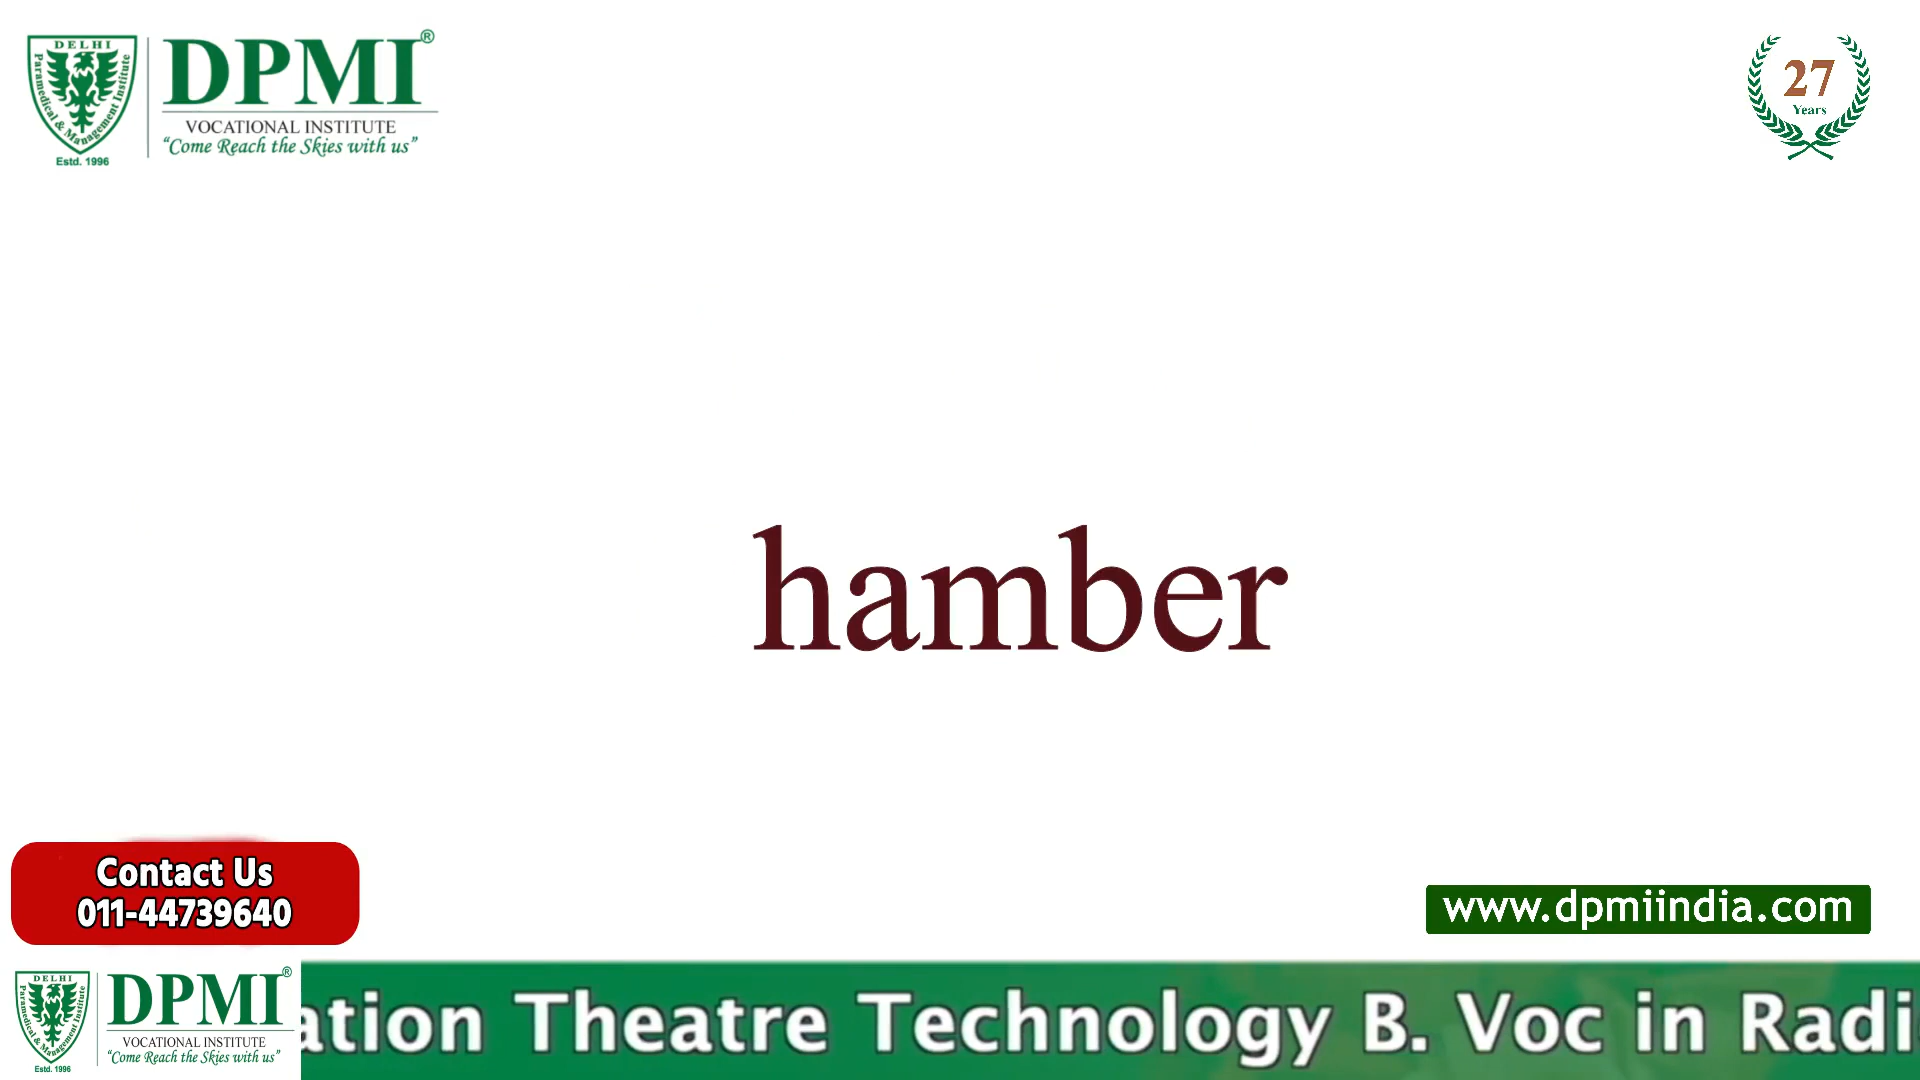 DELHI
Paramedical & Management Institute
Estd. 1996
DPMI®
VOCATIONAL INSTITUTE
"Come Reach the Skies with us"
27
Years
hamber
Contact Us
011-44739640
www.dpmiindia.com
DELHI
Paramedical & Management Institute
Estd. 1996
DPMI®
VOCATIONAL INSTITUTE
"Come Reach the Skies with us"
ation Theatre Technology B. Voc in Radi